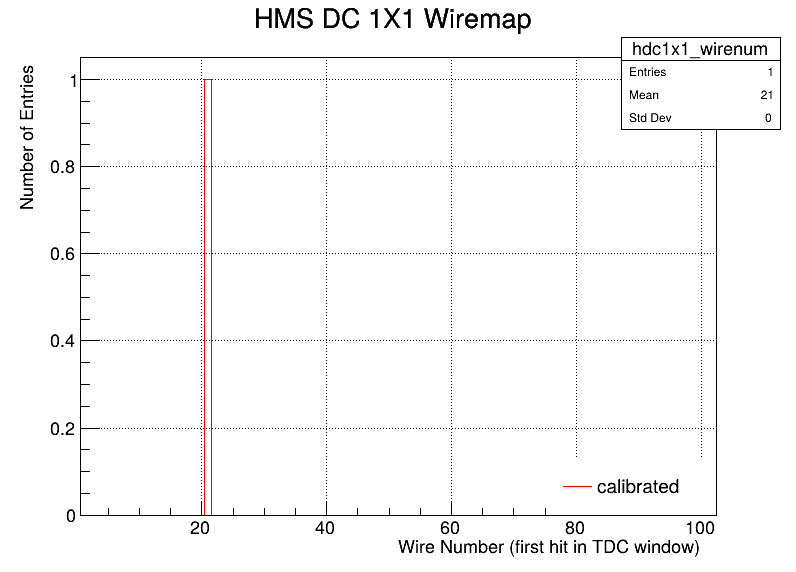 HMS DC 1X1 Wiremap
hdc1x1_wirenum
Entries 1
Mean 21
Std Dev 0
Number of Entries
1
0.8
0.6
0.4
0.2
0
calibrated
20 40 60 80 100
Wire Number (first hit in TDC window)